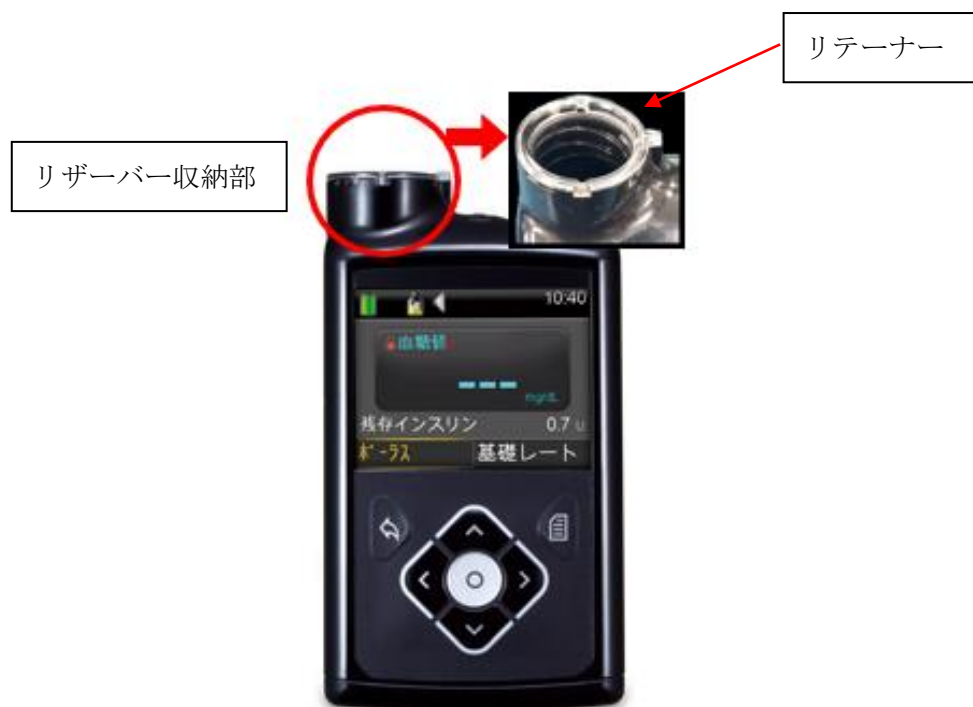 リテーナー
リザーバー収納部
10:40
血糖値
---
mg/dL
残存インスリン 0.7 u
ボーラス 基礎レート